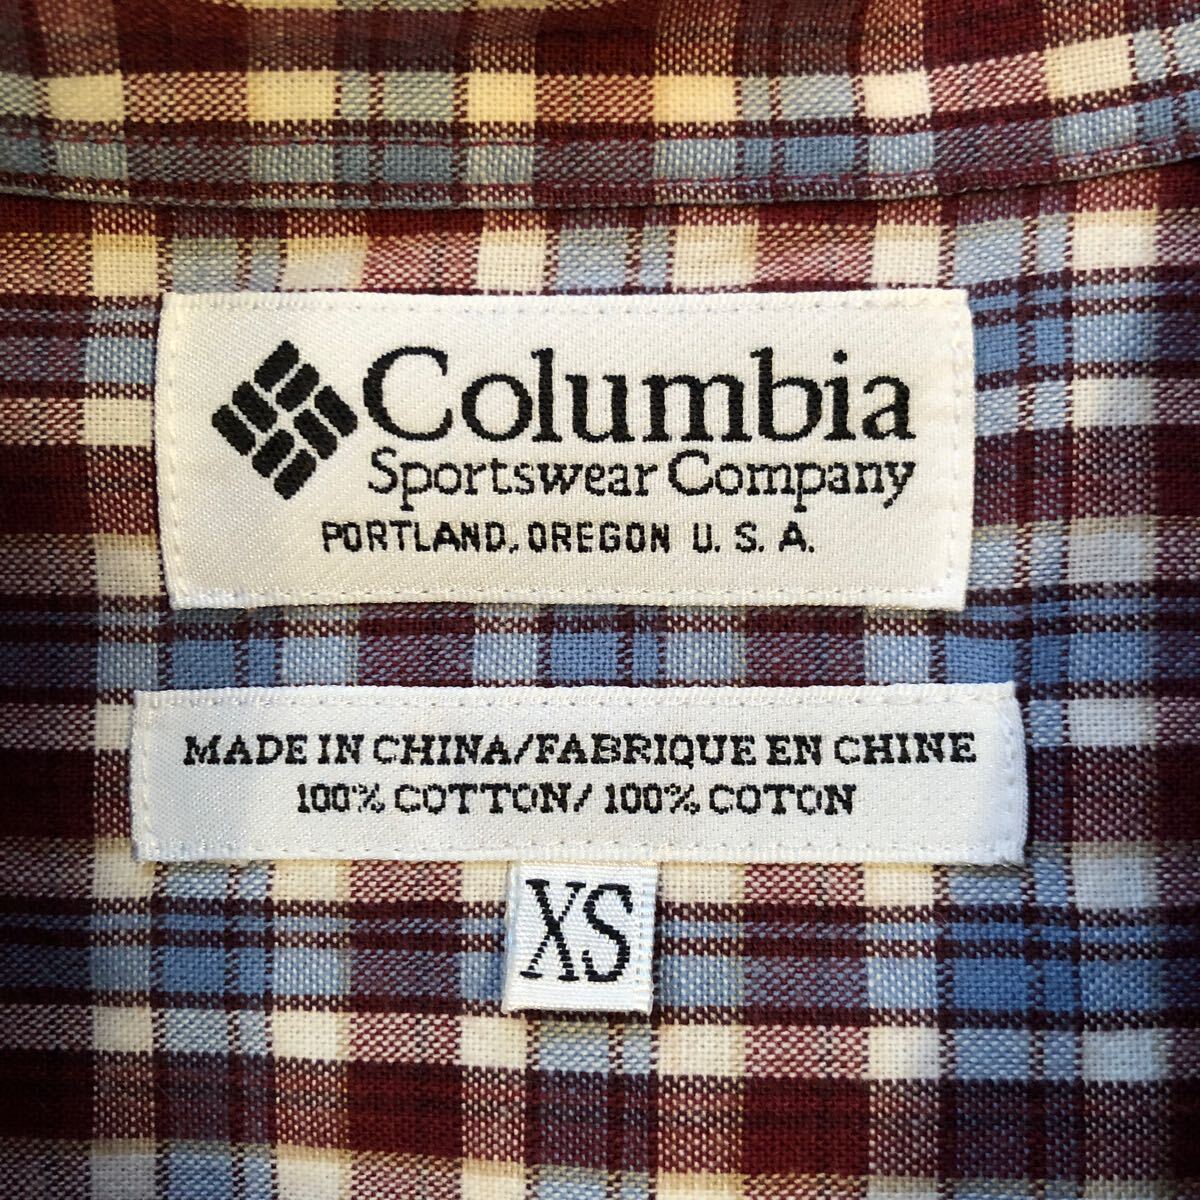 Columbia
Sportswear Company
PORTLAND, OREGON U. S. A.
MADE IN CHINA/FABRIQUE EN CHINE
100% COTTON/ 100% COTON
XS